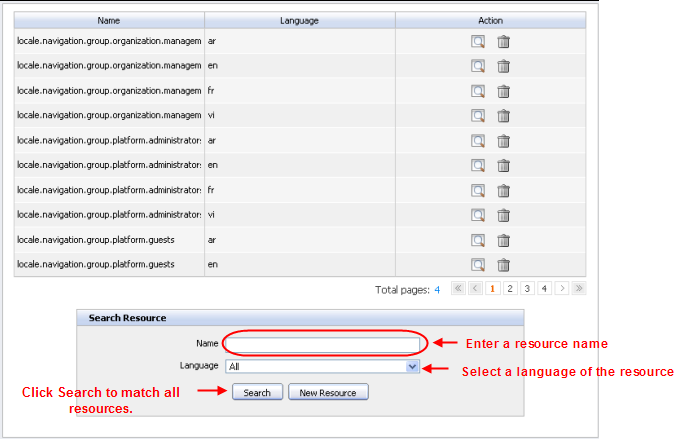 Name Language Action
locale.navigation.group.organization.managem ar
locale.navigation.group.organization.managem en
locale.navigation.group.organization.managem fr
locale.navigation.group.organization.managem vi
locale.navigation.group.platform.administrators ar
locale.navigation.group.platform.administrators en
locale.navigation.group.platform.administrators fr
locale.navigation.group.platform.administrators vi
locale.navigation.group.platform.guests ar
locale.navigation.group.platform.guests en
Total pages: 4 1 2 3 4
Search Resource
Name
Enter a resource name
Language All
Select a language of the resource
Click Search to match all
resources.
Search New Resource